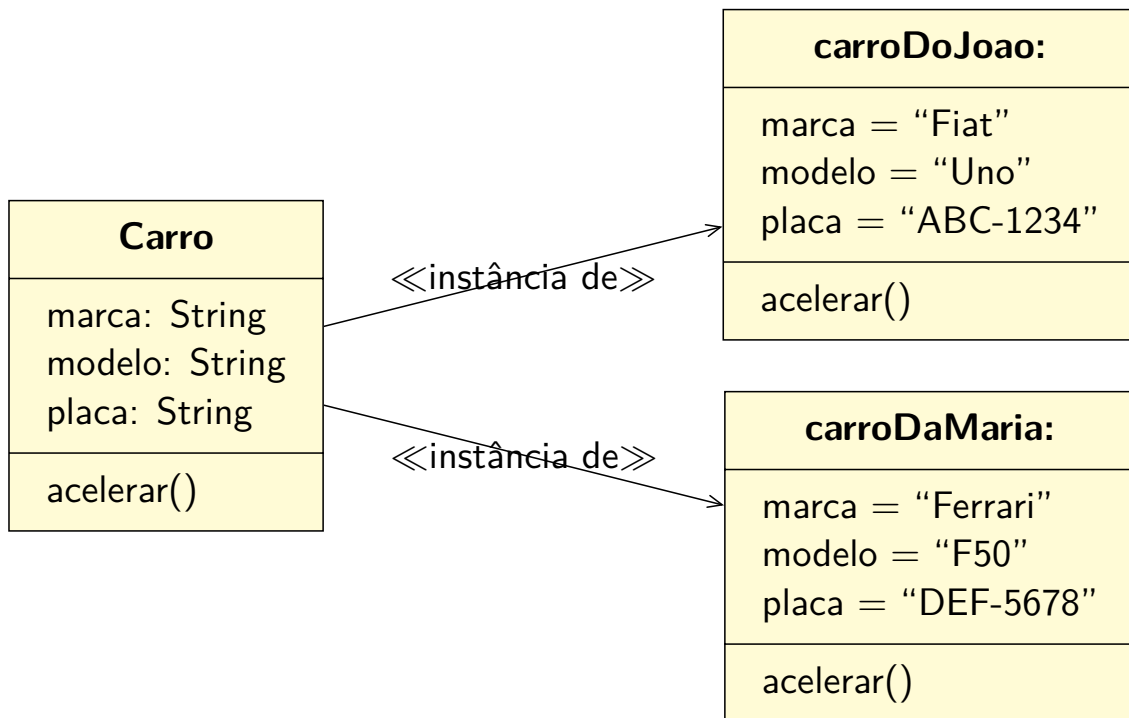 Carro
marca: String
modelo: String
placa: String
acelerar()
≪instância de≫
≪instância de≫
carroDoJoao:
marca = “Fiat”
modelo = “Uno”
placa = “ABC-1234”
acelerar()
carroDaMaria:
marca = “Ferrari”
modelo = “F50”
placa = “DEF-5678”
acelerar()